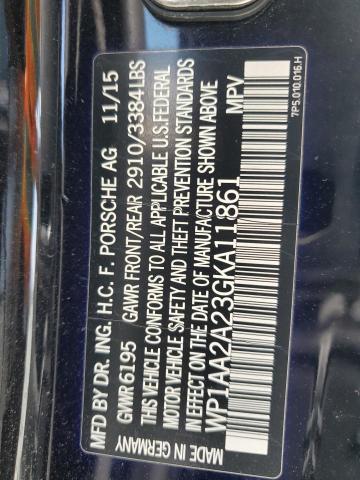 MFD BY DR. ING. H.C. F. PORSCHE AG 11/15
GWR 6195 GAWR FRONT/REAR 2910/3384LBS
THIS VEHICLE CONFORMS TO ALL APPLICABLE U.S.FEDERAL
MOTOR VEHICLE SAFETY AND THEFT PREVENTION STANDARDS
IN EFFECT ON THE DATE OF MANUFACTURE SHOWN ABOVE
WP1AA2A23GKA11861 MPV
MADE IN GERMANY 7P5.010.016.H